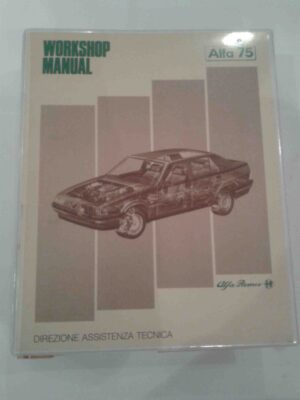 WORKSHOP
MANUAL
Alfa 75
Alfa Romeo
DIREZIONE ASSISTENZA TECNICA